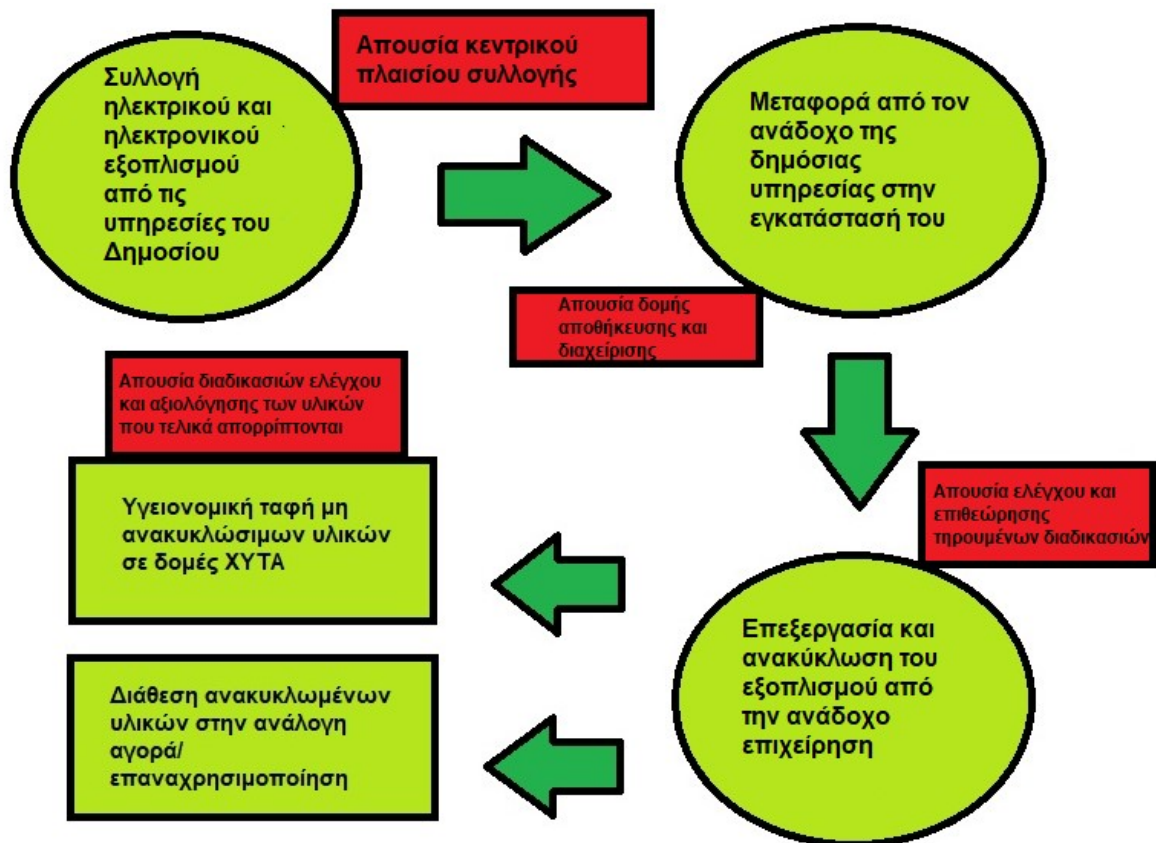 Συλλογή
ηλεκτρικού και
ηλεκτρονικού
εξοπλισμού
από τις
υπηρεσίες του
Δημοσίου
Απουσία κεντρικού
πλαισίου συλλογής
Μεταφορά από τον
ανάδοχο της
δημόσιας
υπηρεσίας στην
εγκατάστασή του
Απουσία δομής
αποθήκευσης και
διαχείρισης
Απουσία ελέγχου και
επιθεώρησης
τηρουμένων διαδικασιών
Επεξεργασία και
ανακύκλωση του
εξοπλισμού από
την ανάδοχο
επιχείρηση
Απουσία διαδικασιών ελέγχου
και αξιολόγησης των υλικών
που τελικά απορρίπτονται
Υγειονομική ταφή μη
ανακυκλώσιμων υλικών
σε δομές ΧΥΤΑ
Διάθεση ανακυκλωμένων
υλικών στην ανάλογη
αγορά/
επαναχρησιμοποίηση